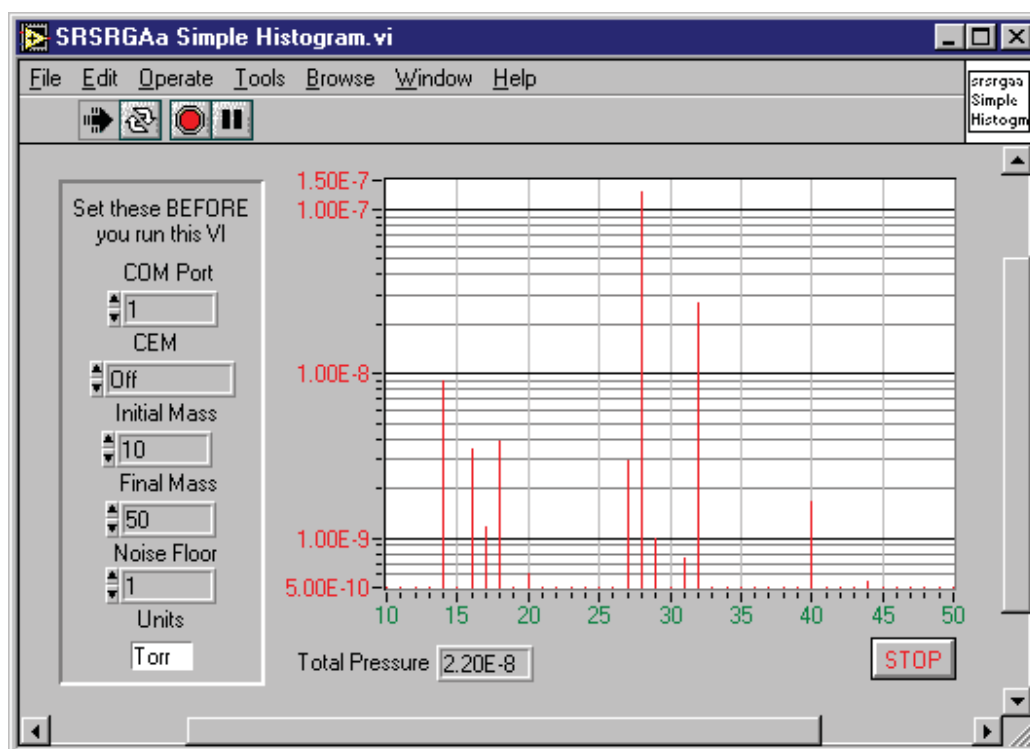 SRSRGAa Simple Histogram.vi
File Edit Operate Tools Browse Window Help
srsrgaa
Simple
Histogm
Set these BEFORE
you run this VI
COM Port
1
CEM
Off
Initial Mass
10
Final Mass
50
Noise Floor
1
Units
Torr
1.50E-7
1.00E-7
1.00E-8
1.00E-9
5.00E-10
10 15 20 25 30 35 40 45 50
Total Pressure 2.20E-8
STOP